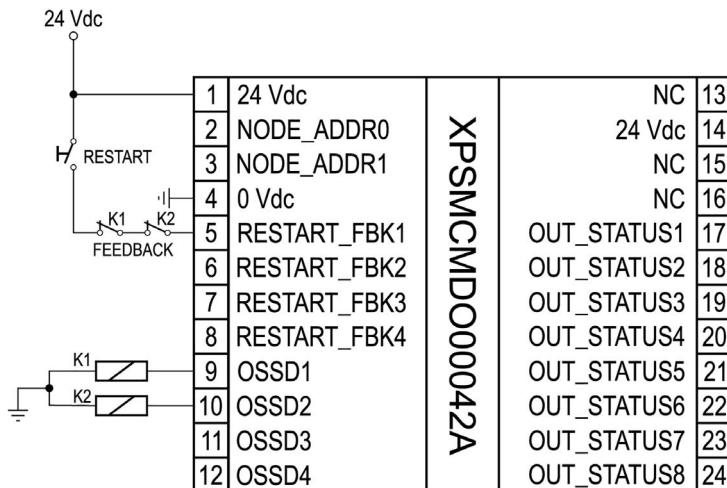 24 Vdc
RESTART
K1 K2
FEEDBACK
K1
K2
1 24 Vdc
2 NODE_ADDR0
3 NODE_ADDR1
4 0 Vdc
5 RESTART_FBK1
6 RESTART_FBK2
7 RESTART_FBK3
8 RESTART_FBK4
9 OSSD1
10 OSSD2
11 OSSD3
12 OSSD4
XPSMCMDO00042A
NC 13
24 Vdc 14
NC 15
NC 16
OUT_STATUS1 17
OUT_STATUS2 18
OUT_STATUS3 19
OUT_STATUS4 20
OUT_STATUS5 21
OUT_STATUS6 22
OUT_STATUS7 23
OUT_STATUS8 24